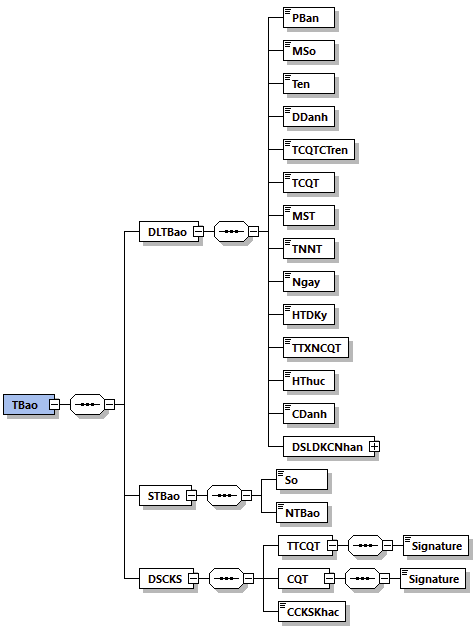 PBan
MSo
Ten
DDanh
TCQTCTren
TCQT
MST
TNNT
Ngay
HTDKy
TTXNCQT
HThuc
CDanh
DSLDKCNhan
DLTBao
TBao
STBao
So
NTBao
DSCKS
TTCQT
Signature
CQT
Signature
CCKSKhac